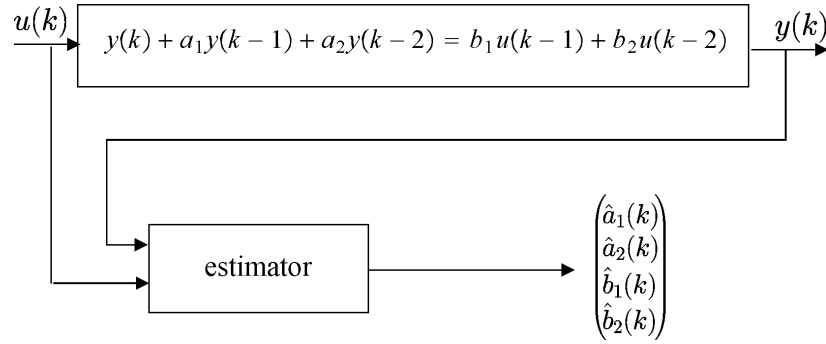 u(k)
y(k) + a₁y(k − 1) + a₂y(k − 2) = b₁u(k − 1) + b₂u(k − 2)
y(k)
estimator
â₁(k)
â₂(k)
b̂₁(k)
b̂₂(k)